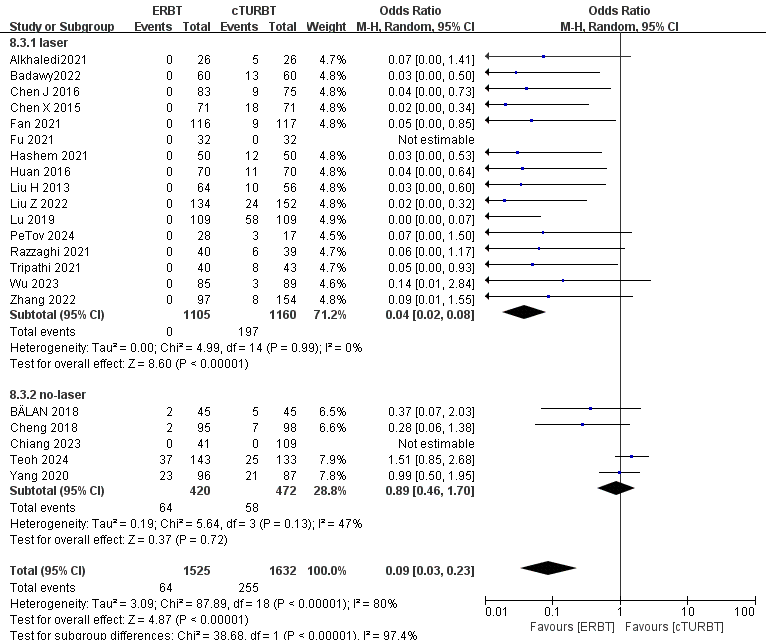 ERBT cTURBT Odds Ratio Odds Ratio
Study or Subgroup Events Total Events Total Weight M-H, Random, 95% CI M-H, Random, 95% CI
8.3.1 laser
Alkhaledi2021 0 26 5 26 4.7% 0.07 [0.00, 1.41]
Badawy2022 0 60 13 60 4.8% 0.03 [0.00, 0.50]
Chen J 2016 0 83 9 75 4.8% 0.04 [0.00, 0.73]
Chen X 2015 0 71 18 71 4.8% 0.02 [0.00, 0.34]
Fan 2021 0 116 9 117 4.8% 0.05 [0.00, 0.85]
Fu 2021 0 32 0 32 Not estimable
Hashem 2021 0 50 12 50 4.8% 0.03 [0.00, 0.53]
Huan 2016 0 70 11 70 4.8% 0.04 [0.00, 0.64]
Liu H 2013 0 64 10 56 4.8% 0.03 [0.00, 0.60]
Liu Z 2022 0 134 24 152 4.8% 0.02 [0.00, 0.32]
Lu 2019 0 109 58 109 4.9% 0.00 [0.00, 0.07]
PeTov 2024 0 28 3 17 4.7% 0.07 [0.00, 1.50]
Razzaghi 2021 0 40 6 39 4.7% 0.06 [0.00, 1.17]
Tripathi 2021 0 40 8 43 4.8% 0.05 [0.00, 0.93]
Wu 2023 0 85 3 89 4.7% 0.14 [0.01, 2.84]
Zhang 2022 0 97 8 154 4.8% 0.09 [0.01, 1.55]
Subtotal (95% CI) 1105 1160 71.2% 0.04 [0.02, 0.08]
Total events 0 197
Heterogeneity: Tau² = 0.00; Chi² = 4.99, df = 14 (P = 0.99); I² = 0%
Test for overall effect: Z = 8.60 (P < 0.00001)
8.3.2 no-laser
BÄLAN 2018 2 45 5 45 6.5% 0.37 [0.07, 2.03]
Cheng 2018 2 95 7 98 6.6% 0.28 [0.06, 1.38]
Chiang 2023 0 41 0 109 Not estimable
Teoh 2024 37 143 25 133 7.9% 1.51 [0.85, 2.68]
Yang 2020 23 96 21 87 7.8% 0.99 [0.50, 1.95]
Subtotal (95% CI) 420 472 28.8% 0.89 [0.46, 1.70]
Total events 64 58
Heterogeneity: Tau² = 0.19; Chi² = 5.64, df = 3 (P = 0.13); I² = 47%
Test for overall effect: Z = 0.37 (P = 0.72)
Total (95% CI) 1525 1632 100.0% 0.09 [0.03, 0.23]
Total events 64 255
Heterogeneity: Tau² = 3.09; Chi² = 87.89, df = 18 (P < 0.00001); I² = 80%
Test for overall effect: Z = 4.87 (P < 0.00001)
Test for subgroup differences: Chi² = 38.68, df = 1 (P < 0.00001), I² = 97.4%
0.01 0.1 1 10 100
Favours [ERBT] Favours [cTURBT]